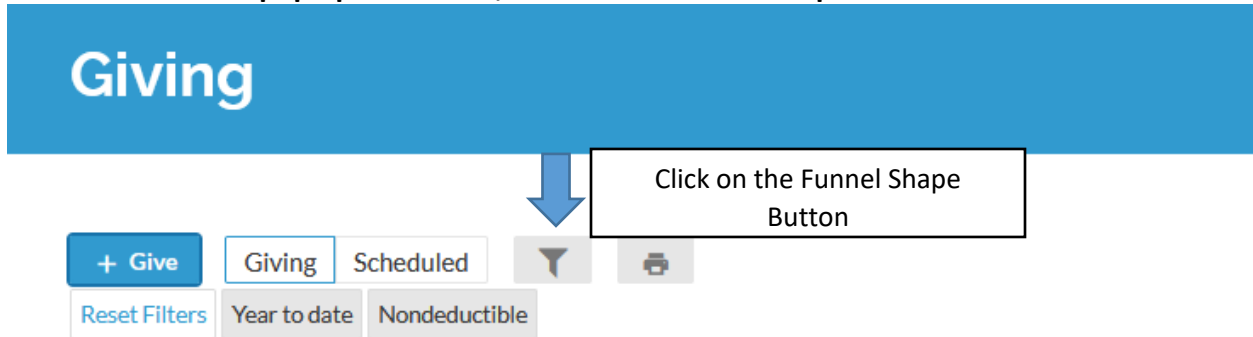 Giving
Click on the Funnel Shape
Button
+ Give Giving Scheduled
Reset Filters Year to date Nondeductible